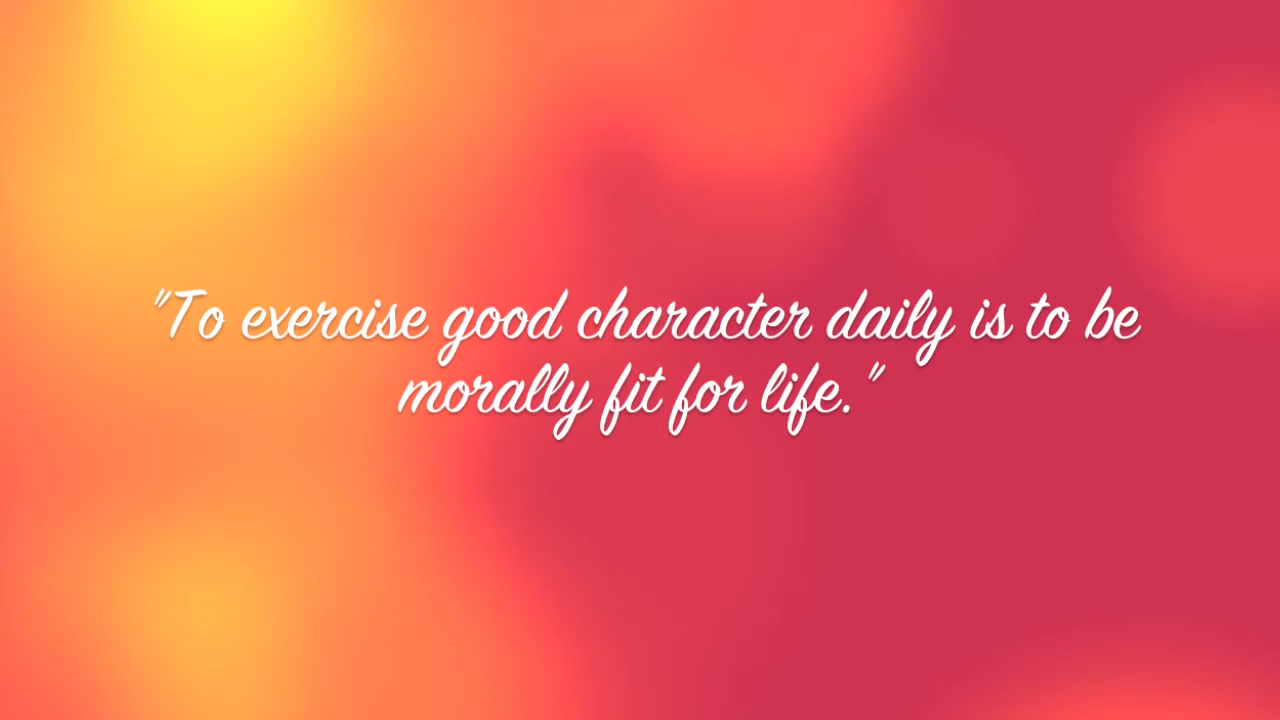 "To exercise good character daily is to be
morally fit for life."